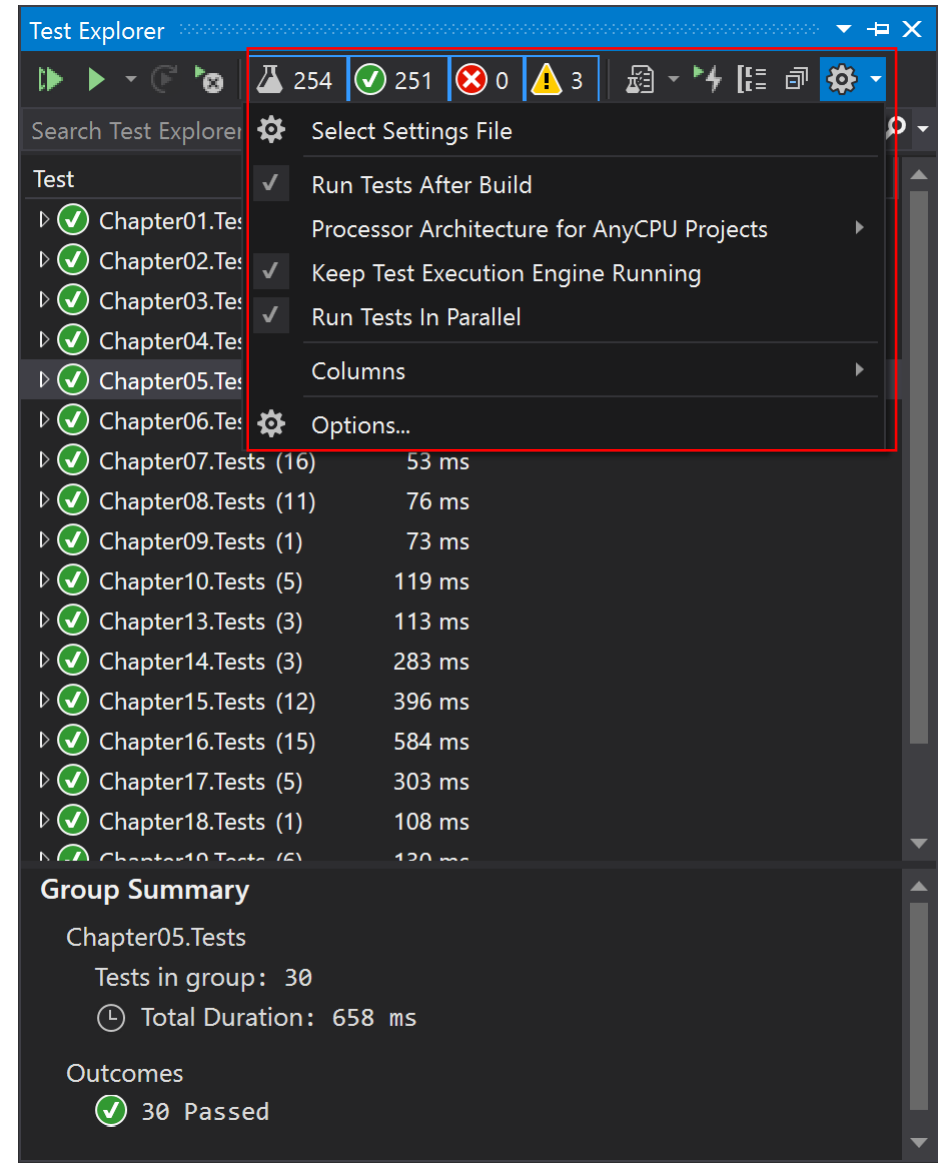 Test Explorer
254 251 0 3
Search Test Explorer
Select Settings File
Test
Run Tests After Build
Chapter01.Tes
Processor Architecture for AnyCPU Projects
Chapter02.Tes
Keep Test Execution Engine Running
Chapter03.Tes
Run Tests In Parallel
Chapter04.Tes
Columns
Chapter05.Tes
Chapter06.Tes
Options...
Chapter07.Tests (16) 53 ms
Chapter08.Tests (11) 76 ms
Chapter09.Tests (1) 73 ms
Chapter10.Tests (5) 119 ms
Chapter13.Tests (3) 113 ms
Chapter14.Tests (3) 283 ms
Chapter15.Tests (12) 396 ms
Chapter16.Tests (15) 584 ms
Chapter17.Tests (5) 303 ms
Chapter18.Tests (1) 108 ms
Chapter19.Tests (6) 130 ms
Group Summary
Chapter05.Tests
Tests in group: 30
Total Duration: 658 ms
Outcomes
30 Passed